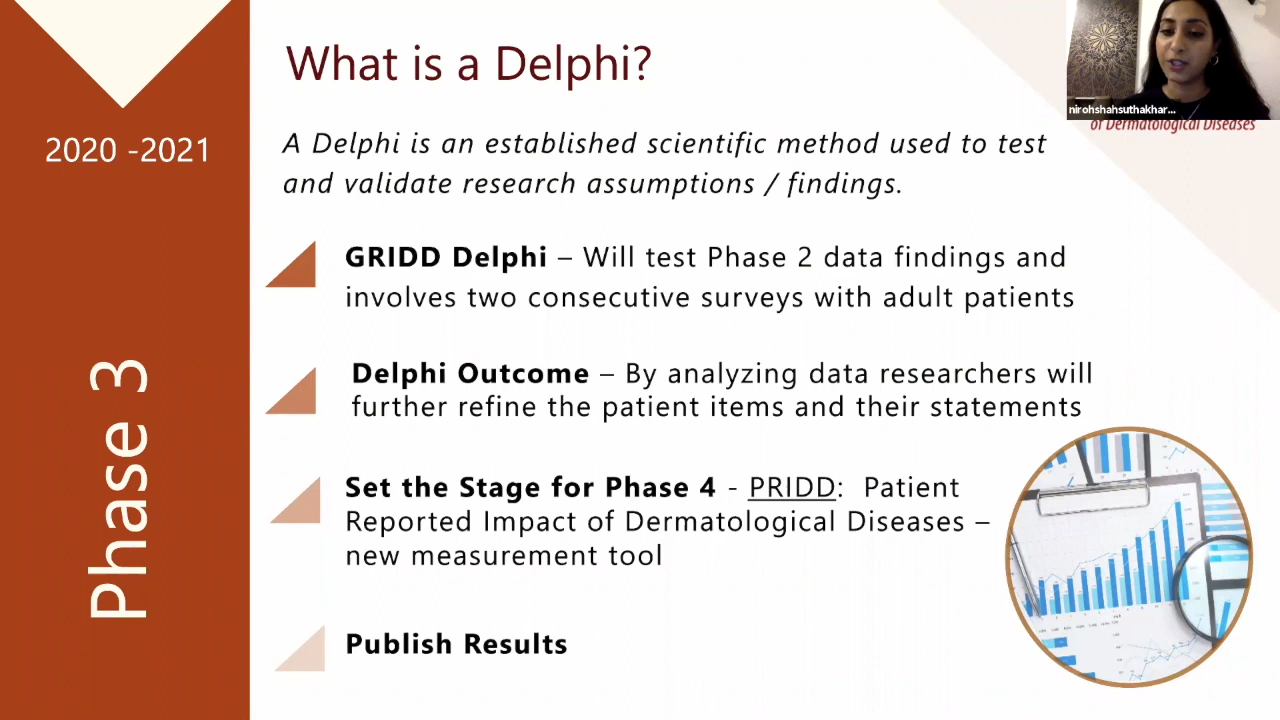 What is a Delphi?
nirohshahsuthakhar...
of Dermatological Diseases
2020 -2021
A Delphi is an established scientific method used to test
and validate research assumptions / findings.
GRIDD Delphi – Will test Phase 2 data findings and
involves two consecutive surveys with adult patients
Delphi Outcome – By analyzing data researchers will
further refine the patient items and their statements
Phase 3
Set the Stage for Phase 4 - PRIDD: Patient
Reported Impact of Dermatological Diseases –
new measurement tool
Publish Results